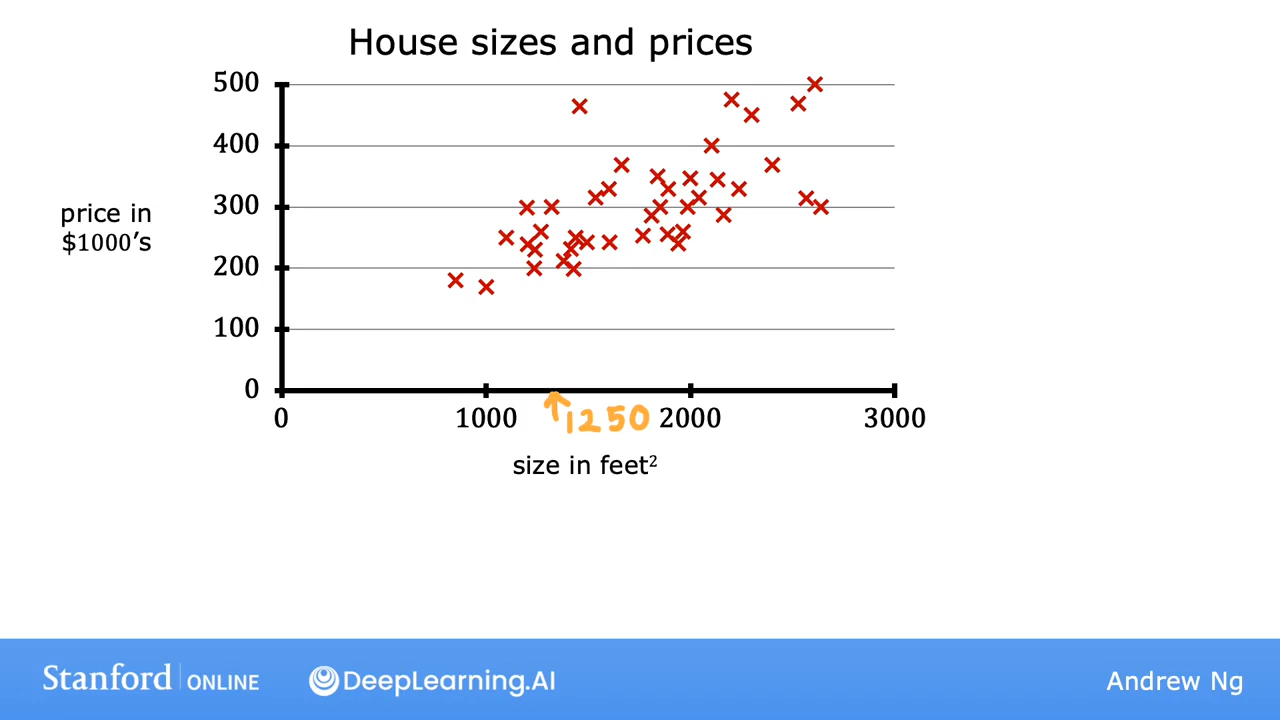 House sizes and prices
500
400
300
200
100
0
price in
$1000's
0 1000 1250 2000 3000
size in feet²
Stanford ONLINE DeepLearning.AI Andrew Ng